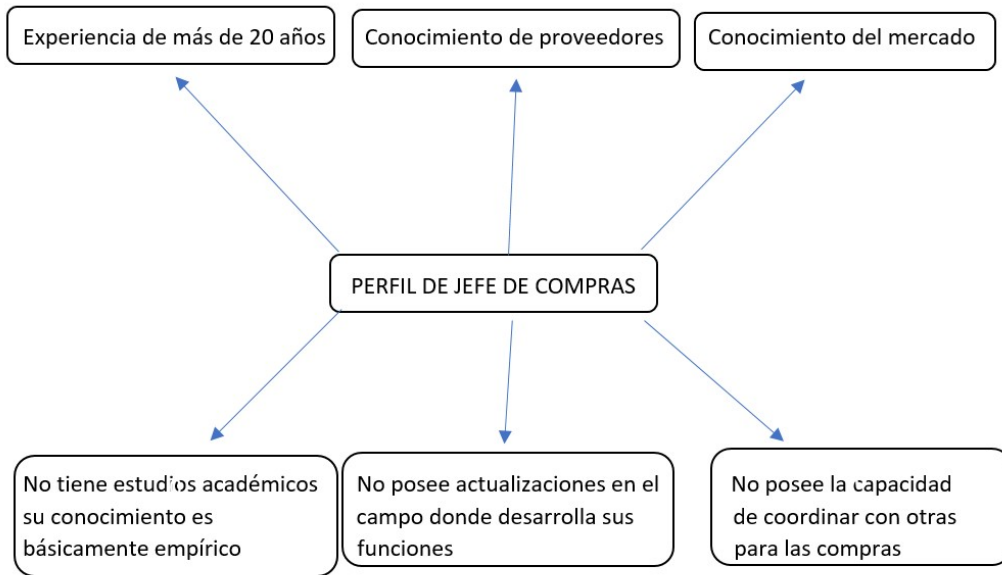 Experiencia de más de 20 años
Conocimiento de proveedores
Conocimiento del mercado
PERFIL DE JEFE DE COMPRAS
No tiene estudios académicos
su conocimiento es
básicamente empírico
No posee actualizaciones en el
campo donde desarrolla sus
funciones
No posee la capacidad
de coordinar con otras
para las compras